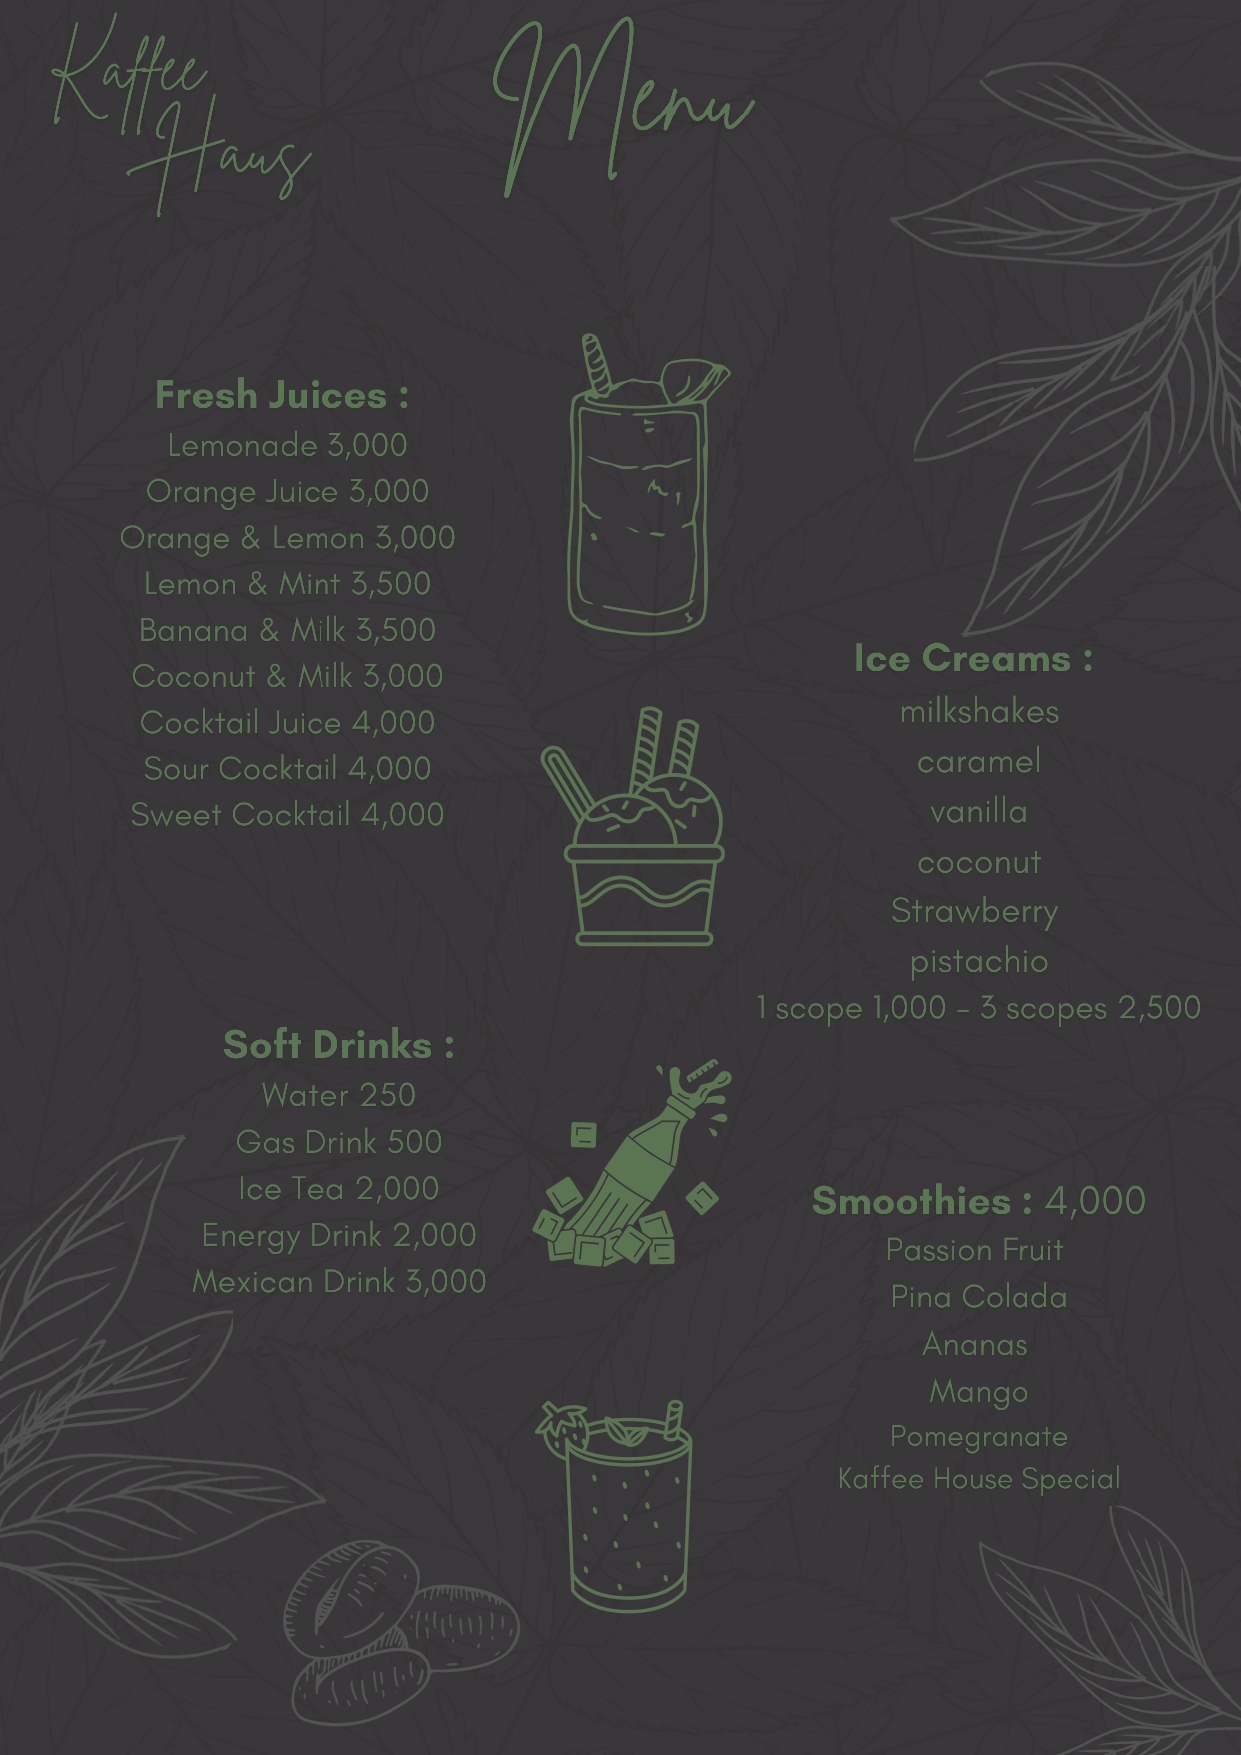 Kaffee
Haus
Menu
Fresh Juices :
Lemonade 3,000
Orange Juice 3,000
Orange & Lemon 3,000
Lemon & Mint 3,500
Banana & Milk 3,500
Coconut & Milk 3,000
Cocktail Juice 4,000
Sour Cocktail 4,000
Sweet Cocktail 4,000
Ice Creams :
milkshakes
caramel
vanilla
coconut
Strawberry
pistachio
1 scope 1,000 - 3 scopes 2,500
Soft Drinks :
Water 250
Gas Drink 500
Ice Tea 2,000
Energy Drink 2,000
Mexican Drink 3,000
Smoothies : 4,000
Passion Fruit
Pina Colada
Ananas
Mango
Pomegranate
Kaffee House Special